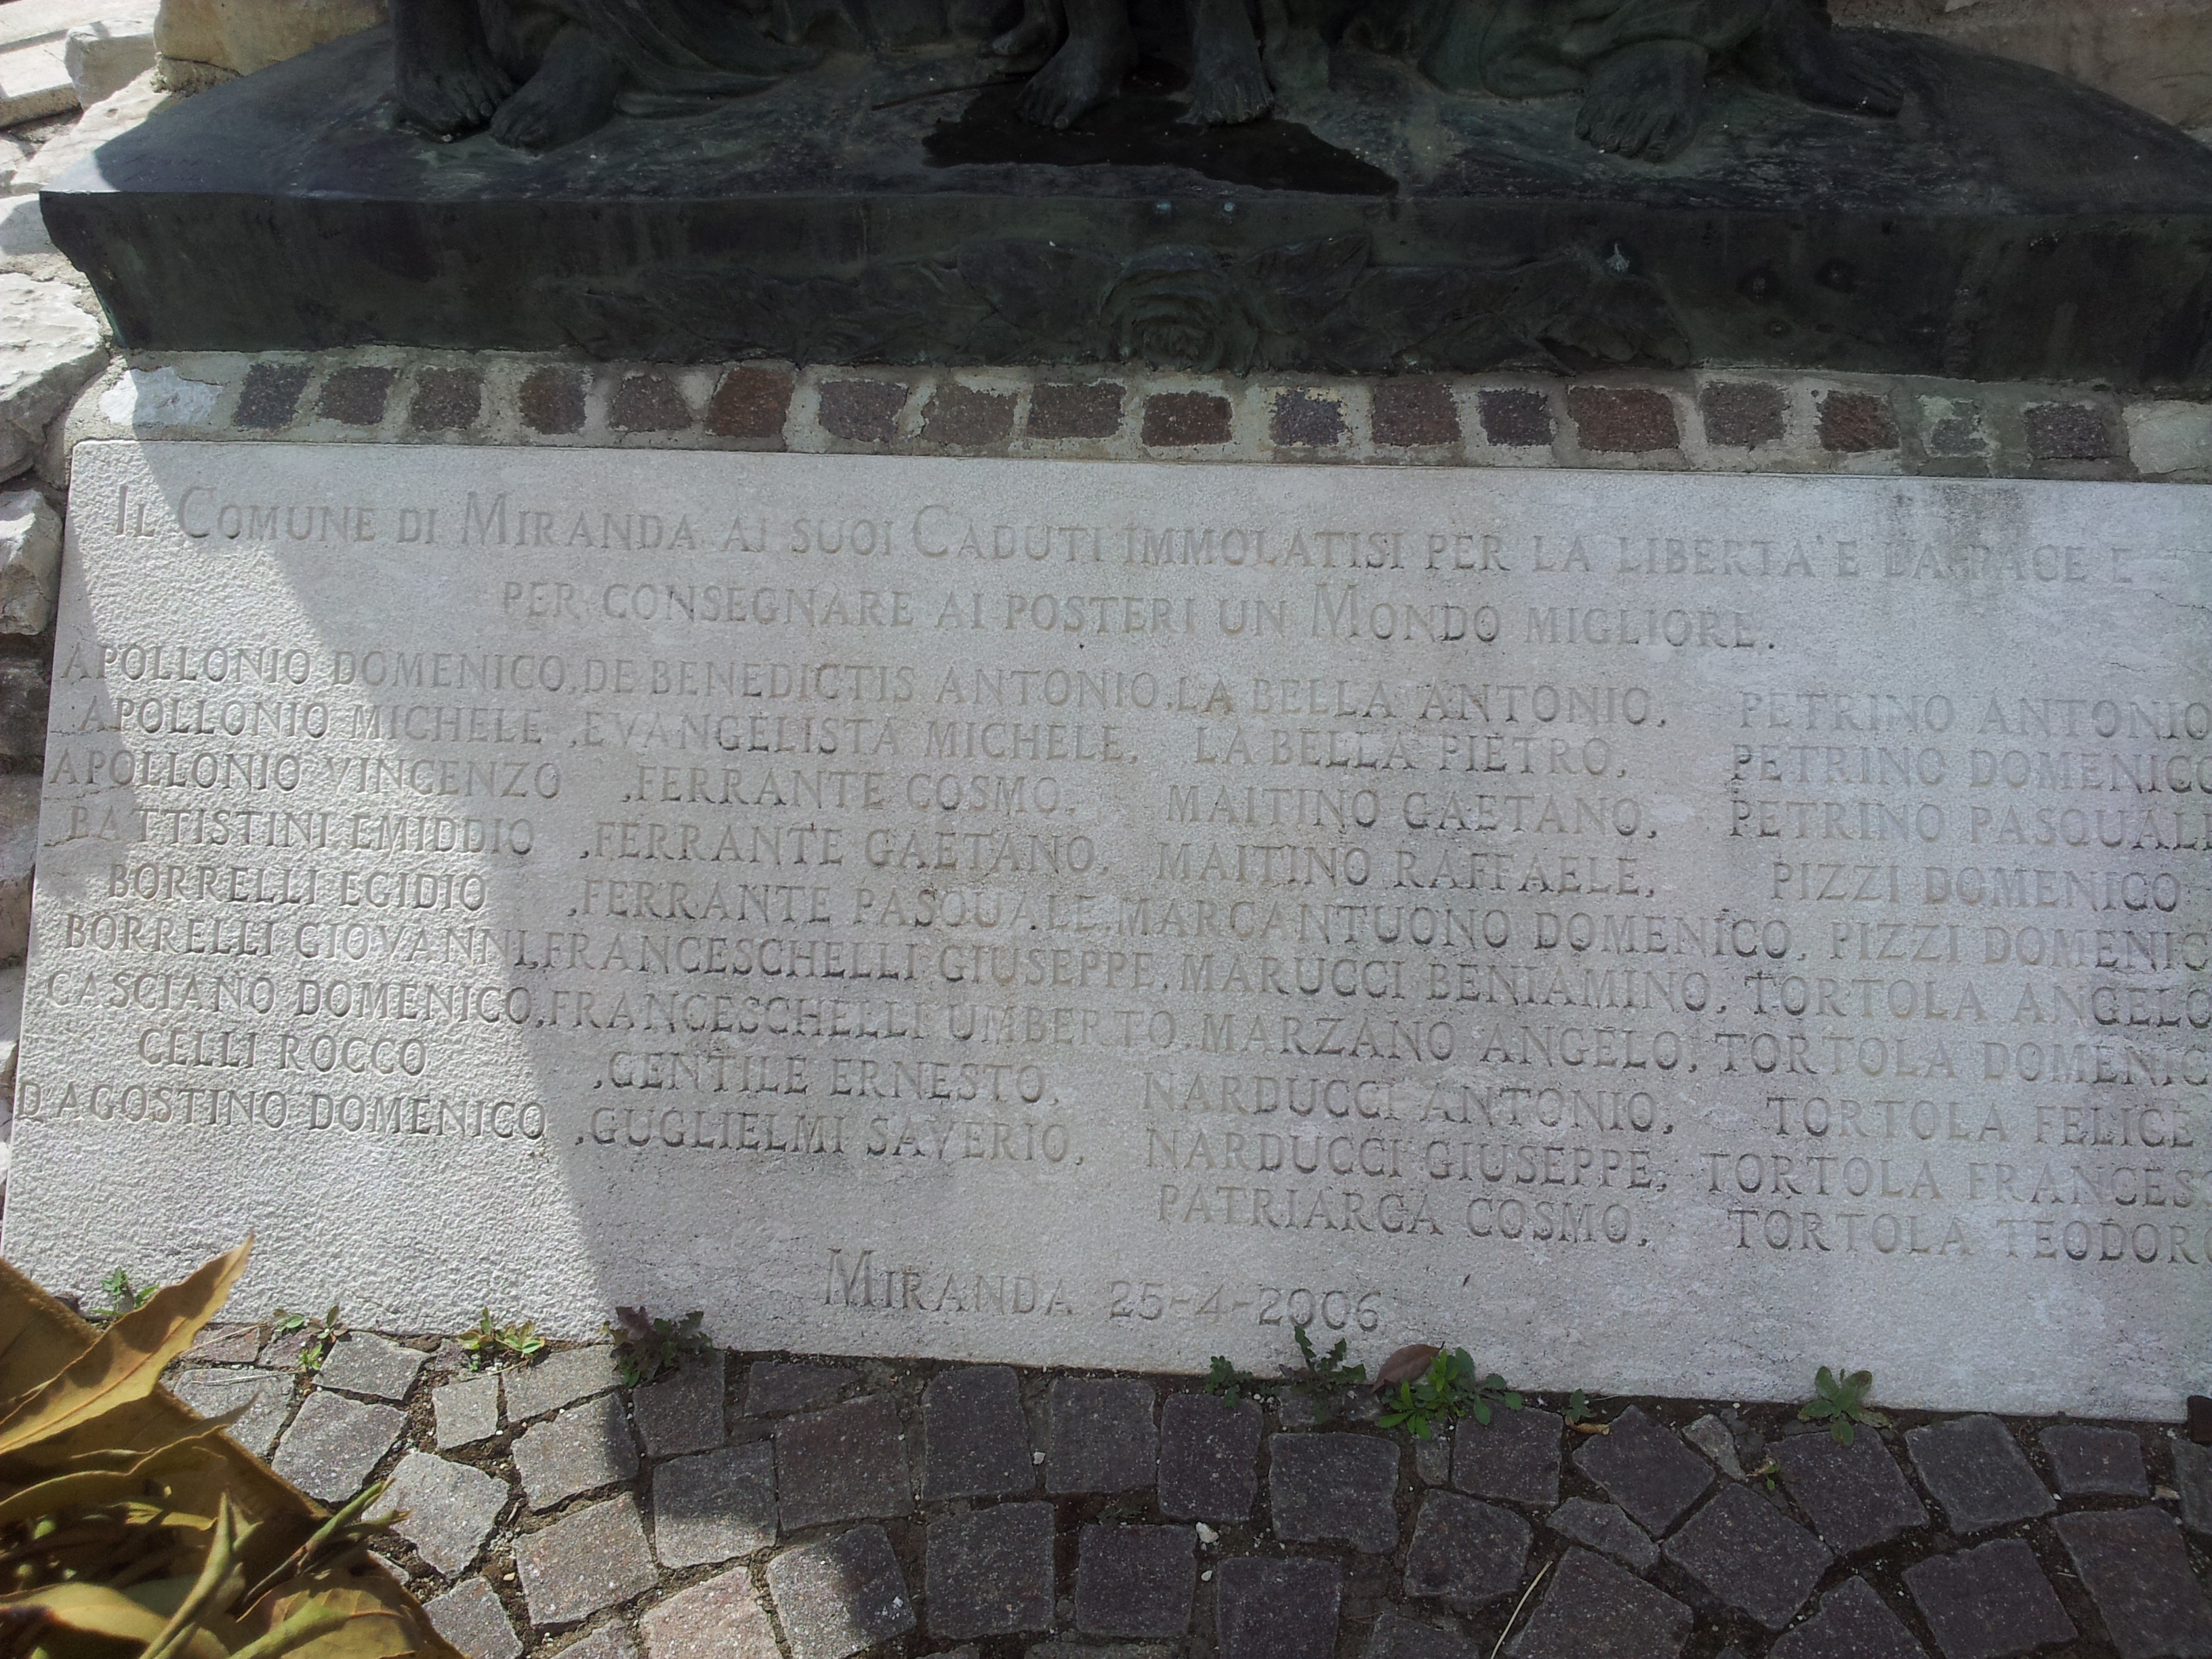 IL COMUNE DI MIRANDA AI SUOI CADUTI IMMOLATISI PER LA LIBERTA' E LA PACE E
PER CONSEGNARE AI POSTERI UN MONDO MIGLIORE.
APOLLONIO DOMENICO, DE BENEDICTIS ANTONIO, LA BELLA ANTONIO, PETRINO ANTONIO
APOLLONIO MICHELE ,EVANGELISTA MICHELE, LA BELLA PIETRO, PETRINO DOMENICO
APOLLONIO VINCENZO ,FERRANTE COSMO, MAITINO GAETANO, PETRINO PASQUALE
BATTISTINI EMIDDIO ,FERRANTE GAETANO, MAITINO RAFFAELE, PIZZI DOMENICO
BORRELLI EGIDIO ,FERRANTE PASQUALE, MARCANTUONO DOMENICO, PIZZI DOMENIC
BORRELLI GIOVANNI, FRANCESCHELLI GIUSEPPE, MARUCCI BENIAMINO, TORTOLA ANGELO
CASCIANO DOMENICO, FRANCESCHELLI UMBERTO, MARZANO ANGELO, TORTOLA DOMENIC
CELLI ROCCO ,GENTILE ERNESTO, NARDUCCI ANTONIO, TORTOLA FELICE
D'AGOSTINO DOMENICO ,GUGLIELMI SAVERIO, NARDUCCI GIUSEPPE, TORTOLA FRANCES
PATRIARCA COSMO, TORTOLA TEODORO
MIRANDA 25-4-2006